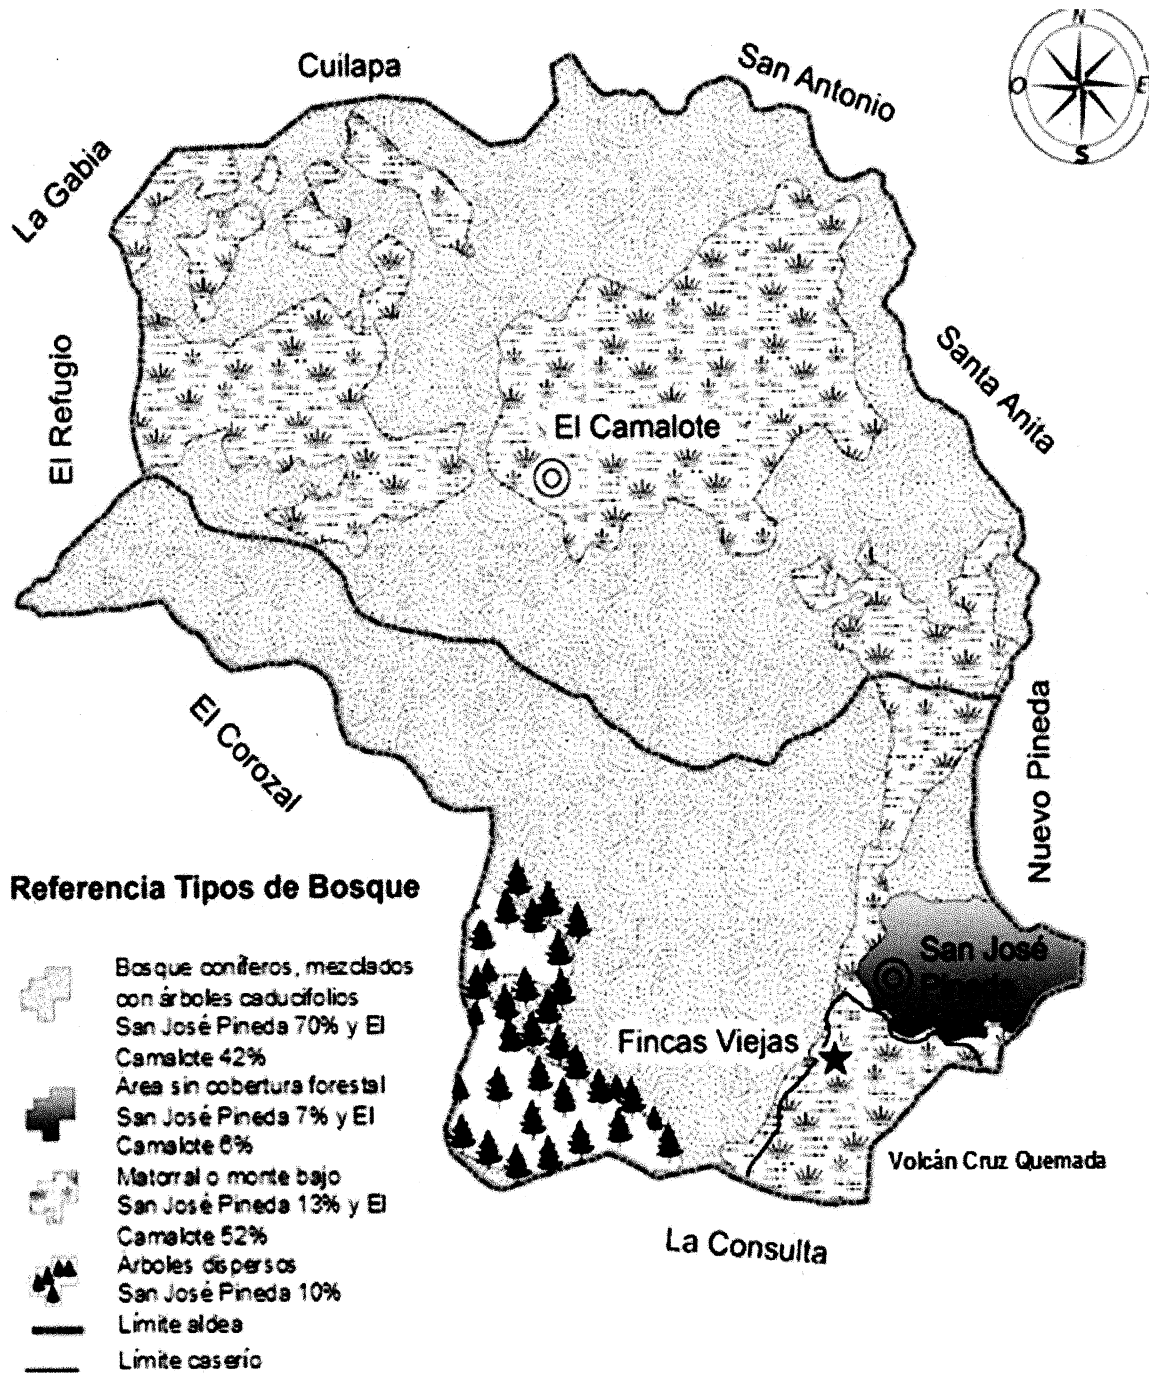 N
O
E
S
Cuilapa
San Antonio
La Gabia
El Refugio
Santa Anita
El Camalote
El Corozal
Nuevo Pineda
San José
Pineda
Fincas Viejas
Volcán Cruz Quemada
La Consulta
Referencia Tipos de Bosque
Bosque coníferos, mezclados
con árboles caducifolios
San José Pineda 70% y El
Camalote 42%
Area sin cobertura forestal
San José Pineda 7% y El
Camalote 6%
Matorral o monte bajo
San José Pineda 13% y El
Camalote 52%
Arboles dispersos
San José Pineda 10%
Límite aldea
Límite caserío